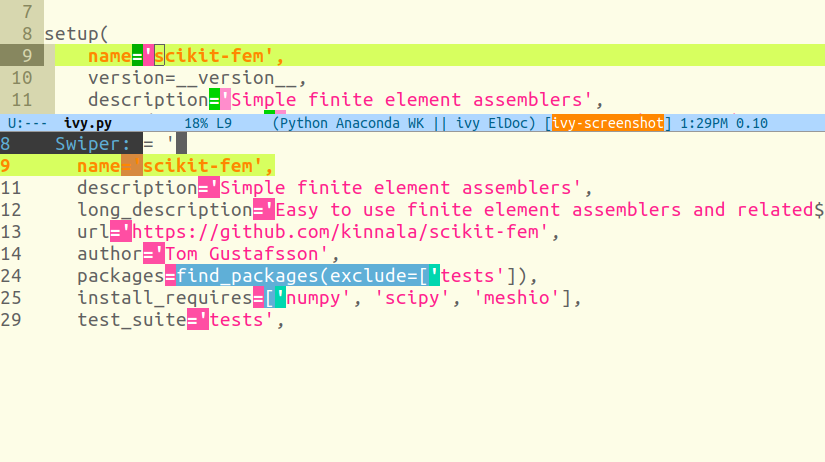 7
8 setup(
9     name='scikit-fem',
10     version=__version__,
11     description='Simple finite element assemblers',
U:---  ivy.py       18% L9    (Python Anaconda WK || ivy ElDoc) [ivy-screenshot] 1:29PM 0.10
8    Swiper: = '
9      name='scikit-fem',
11     description='Simple finite element assemblers',
12     long_description='Easy to use finite element assemblers and related$
13     url='https://github.com/kinnala/scikit-fem',
14     author='Tom Gustafsson',
24     packages=find_packages(exclude=['tests']),
25     install_requires=['numpy', 'scipy', 'meshio'],
29     test_suite='tests',